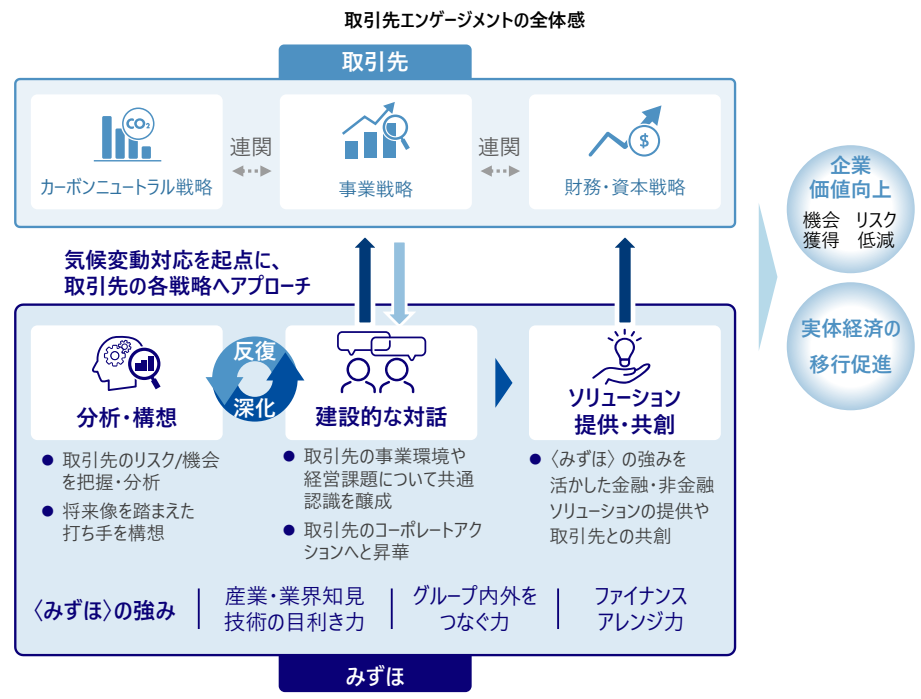 取引先エンゲージメントの全体感
取引先
CO₂
カーボンニュートラル戦略
連関
事業戦略
連関
$
財務・資本戦略
企業
価値向上
機会 リスク
獲得 低減
実体経済の
移行促進
気候変動対応を起点に、
取引先の各戦略へアプローチ
分析・構想
反復
深化
建設的な対話
ソリューション
提供・共創
● 取引先のリスク/機会
を把握・分析
● 将来像を踏まえた
打ち手を構想
● 取引先の事業環境や
経営課題について共通
認識を醸成
● 取引先のコーポレートアク
ションへと昇華
● 〈みずほ〉の強みを
活かした金融・非金融
ソリューションの提供や
取引先との共創
〈みずほ〉の強み
産業・業界知見
技術の目利き力
グループ内外を
つなぐ力
ファイナンス
アレンジ力
みずほ